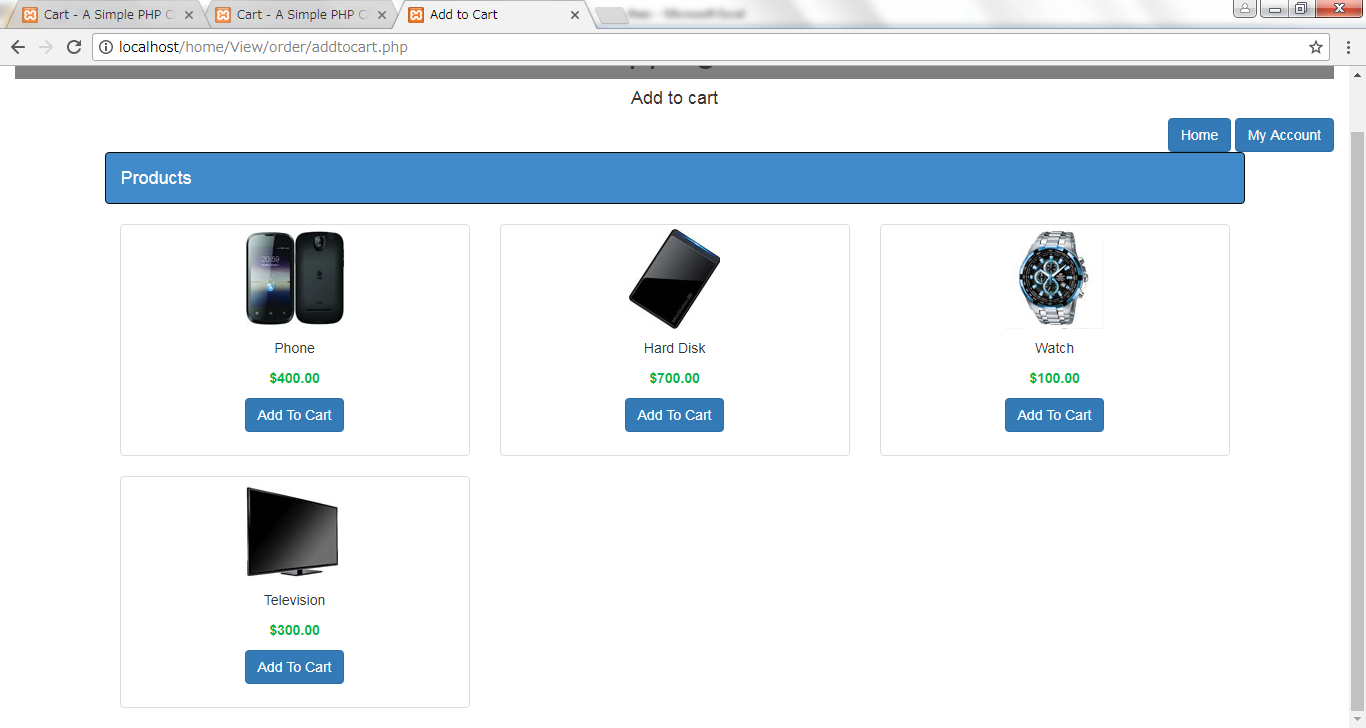 Cart - A Simple PHP C
Cart - A Simple PHP C
Add to Cart
localhost/home/View/order/addtocart.php
Add to cart
Home
My Account
Products
Phone
Hard Disk
Watch
$400.00
$700.00
$100.00
Add To Cart
Add To Cart
Add To Cart
Television
$300.00
Add To Cart